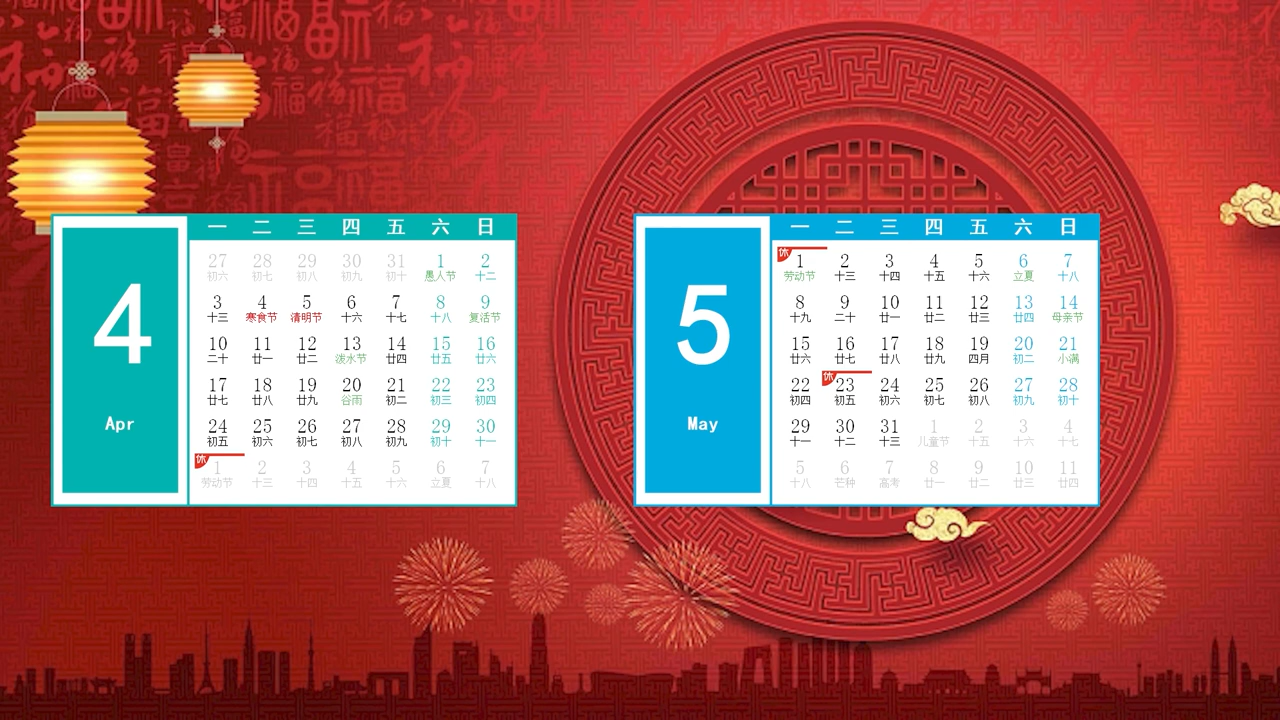 4
Apr
一 二 三 四 五 六 日
27 28 29 30 31 1 2
初六 初七 初八 初九 初十 愚人节 十二
3 4 5 6 7 8 9
十三 寒食节 清明节 十六 十七 十八 复活节
10 11 12 13 14 15 16
二十 廿一 廿二 泼水节 廿四 廿五 廿六
17 18 19 20 21 22 23
廿七 廿八 廿九 谷雨 初二 初三 初四
24 25 26 27 28 29 30
初五 初六 初七 初八 初九 初十 十一
休
1 2 3 4 5 6 7
劳动节 十三 十四 十五 十六 立夏 十八
5
May
一 二 三 四 五 六 日
休
1 2 3 4 5 6 7
劳动节 十三 十四 十五 十六 立夏 十八
8 9 10 11 12 13 14
十九 二十 廿一 廿二 廿三 廿四 母亲节
15 16 17 18 19 20 21
廿六 廿七 廿八 廿九 四月 初二 小满
休
22 23 24 25 26 27 28
初四 初五 初六 初七 初八 初九 初十
29 30 31 1 2 3 4
十一 十二 十三 儿童节 十五 十六 十七
5 6 7 8 9 10 11
十八 芒种 高考 廿一 廿二 廿三 廿四